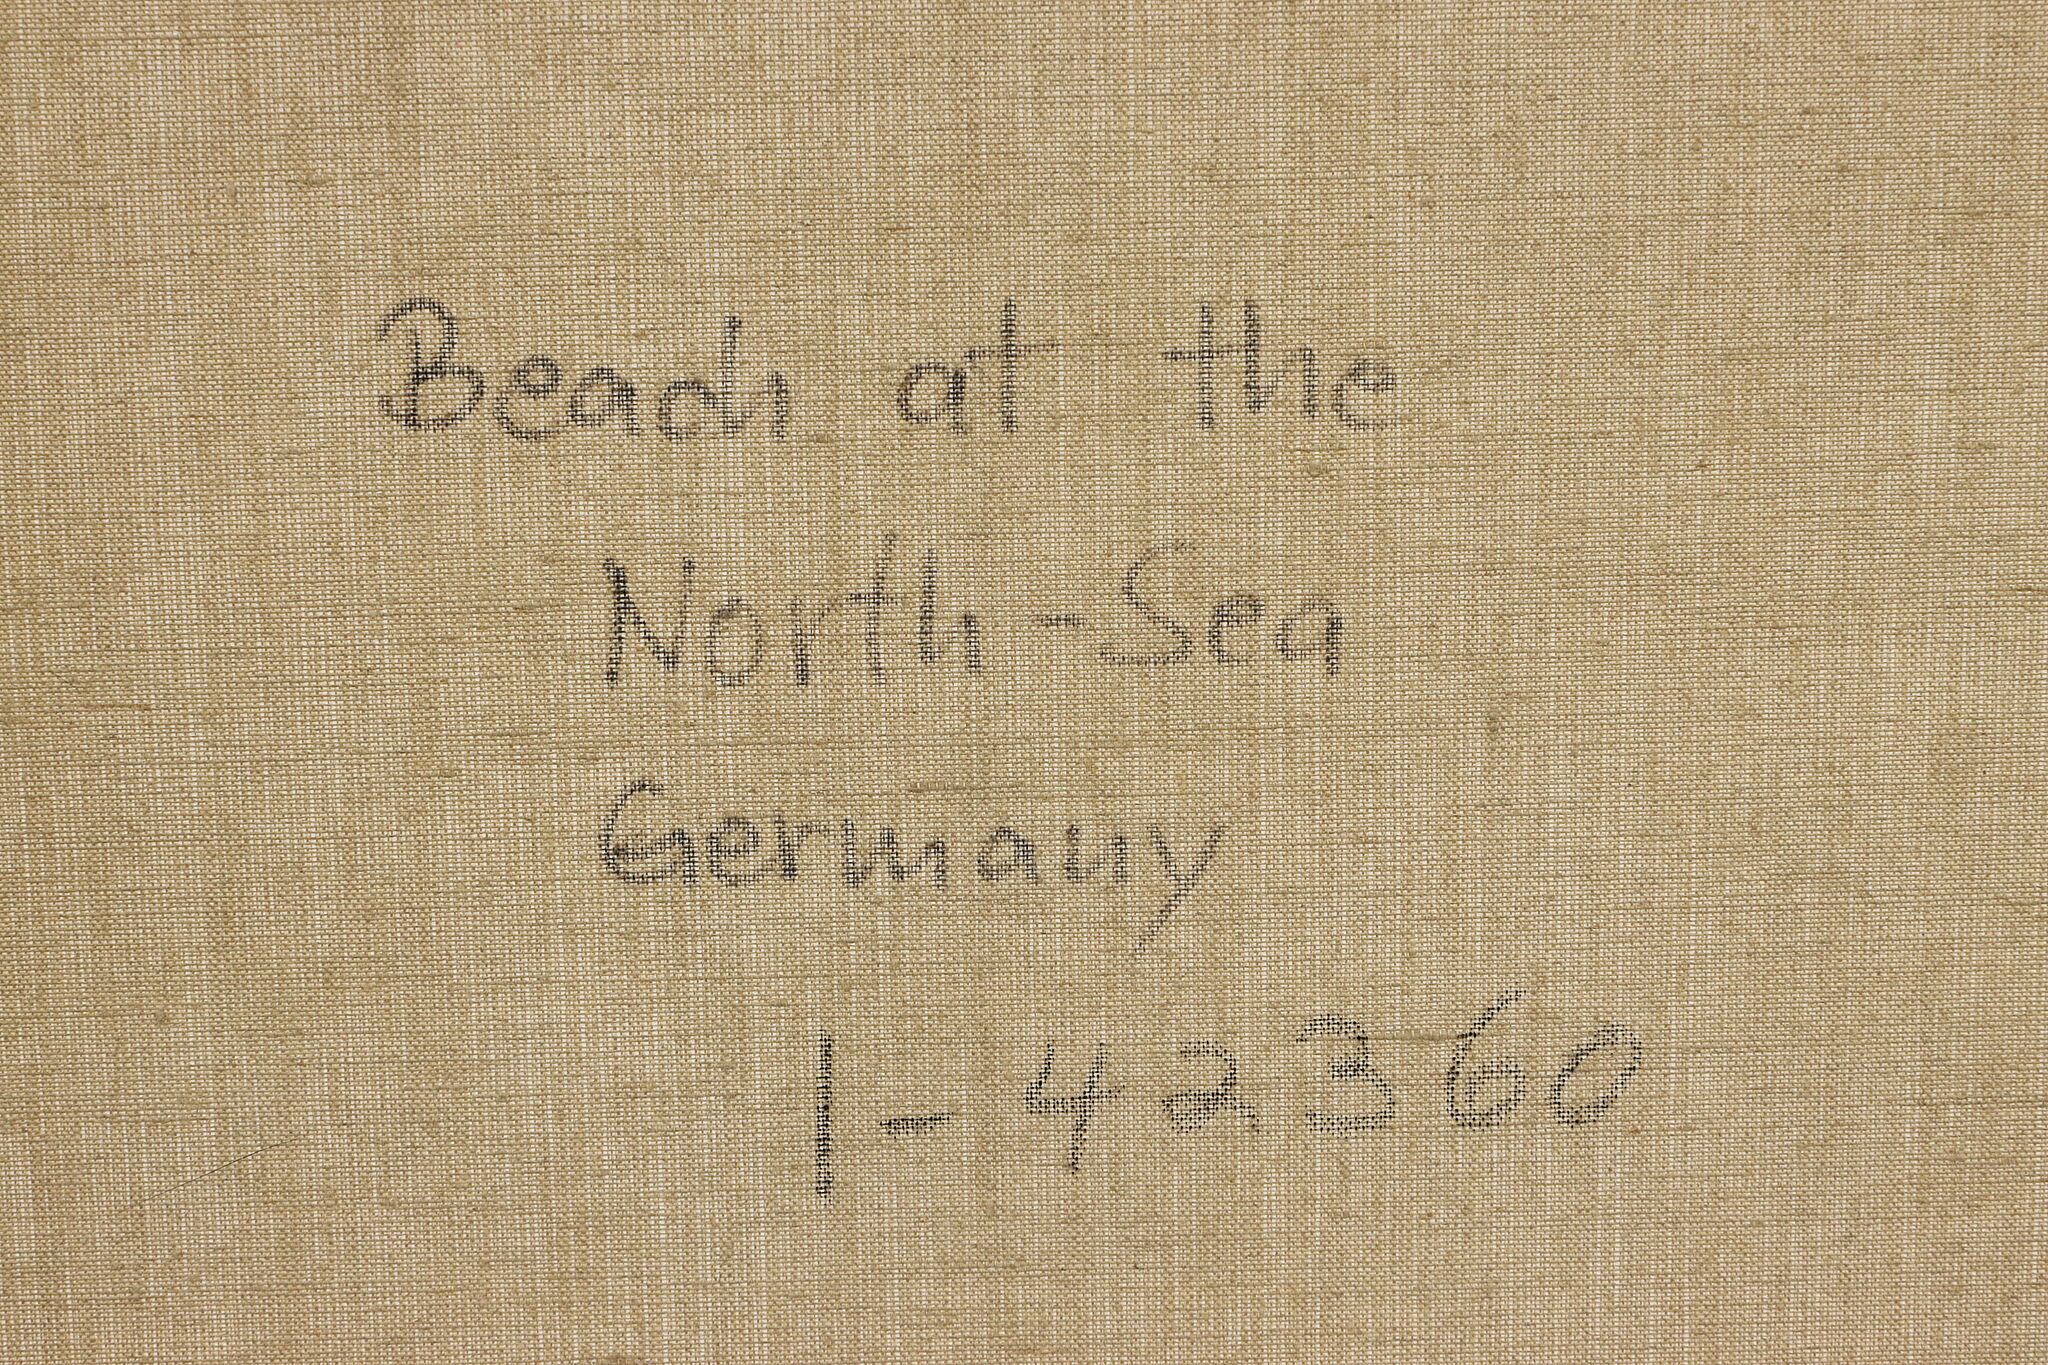 Beach at the
North-Sea
Germany
1-42360